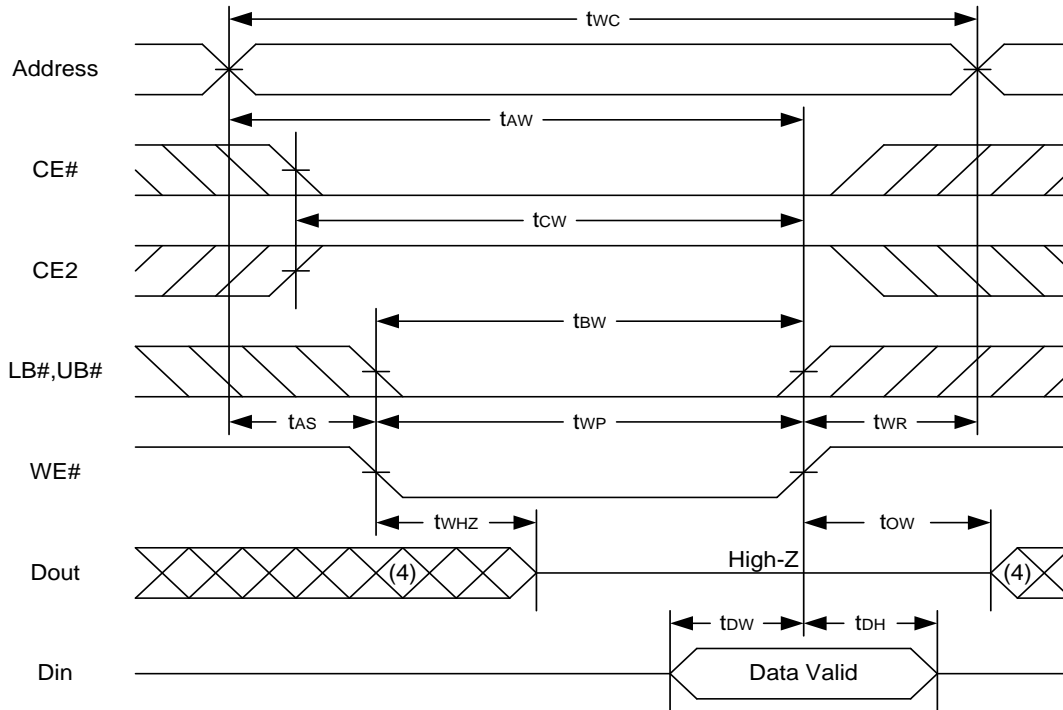 tWC
Address
tAW
CE#
tCW
CE2
tBW
LB#,UB#
tAS
tWP
tWR
WE#
tWHZ
tOW
Dout
(4)
High-Z
(4)
tDW
tDH
Din
Data Valid